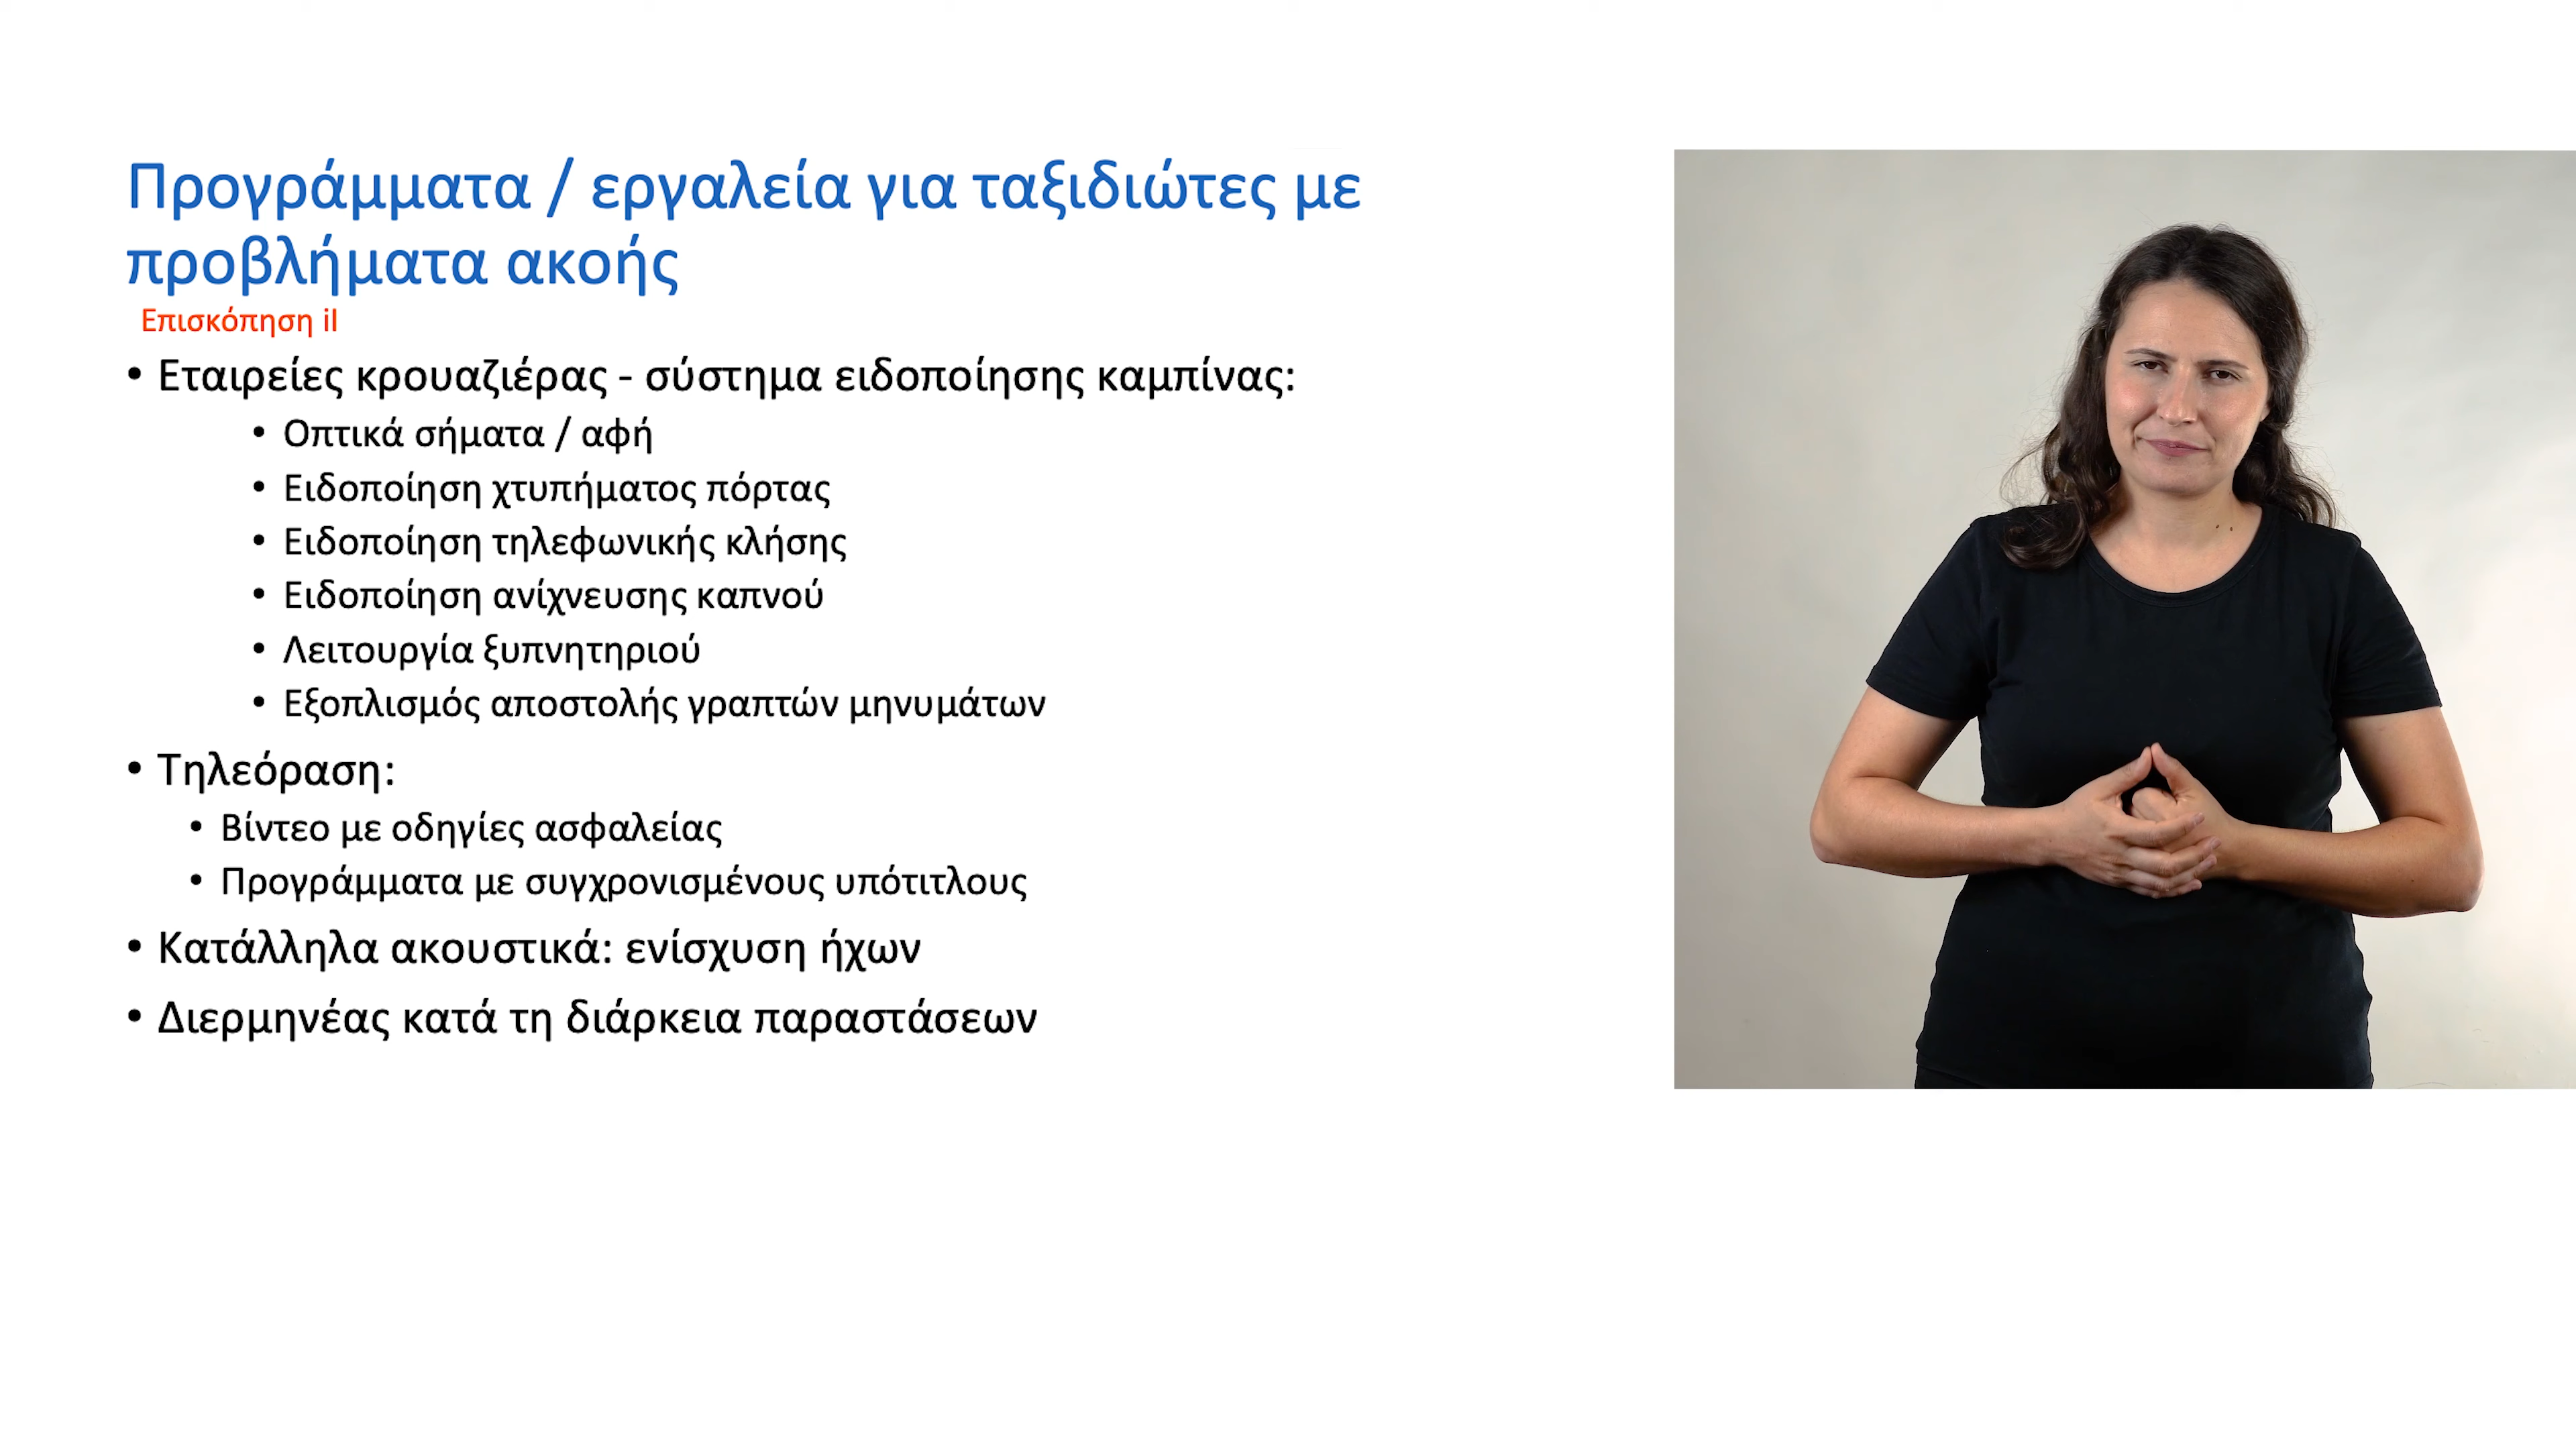 Προγράμματα / εργαλεία για ταξιδιώτες με
προβλήματα ακοής
Επισκόπηση iI
• Εταιρείες κρουαζιέρας - σύστημα ειδοποίησης καμπίνας:
• Οπτικά σήματα / αφή
• Ειδοποίηση χτυπήματος πόρτας
• Ειδοποίηση τηλεφωνικής κλήσης
• Ειδοποίηση ανίχνευσης καπνού
• Λειτουργία ξυπνητηριού
• Εξοπλισμός αποστολής γραπτών μηνυμάτων
• Τηλεόραση:
• Βίντεο με οδηγίες ασφαλείας
• Προγράμματα με συγχρονισμένους υπότιτλους
• Κατάλληλα ακουστικά: ενίσχυση ήχων
• Διερμηνέας κατά τη διάρκεια παραστάσεων